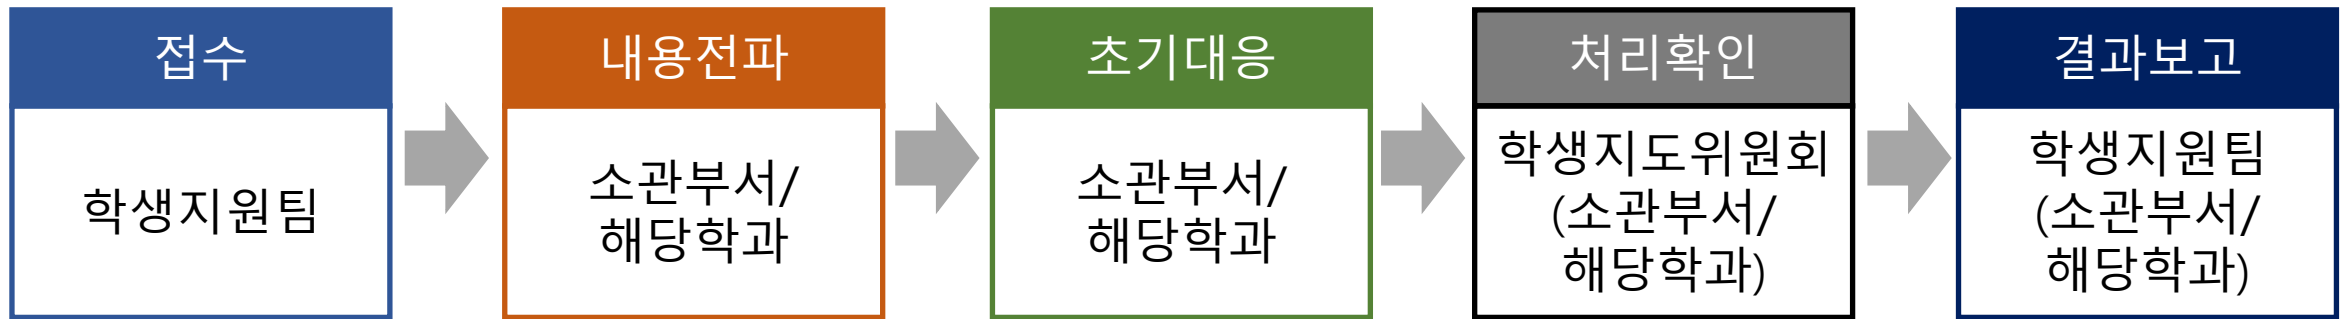 접수
학생지원팀
내용전파
소관부서/
해당학과
초기대응
소관부서/
해당학과
처리확인
학생지도위원회
(소관부서/
해당학과)
결과보고
학생지원팀
(소관부서/
해당학과)